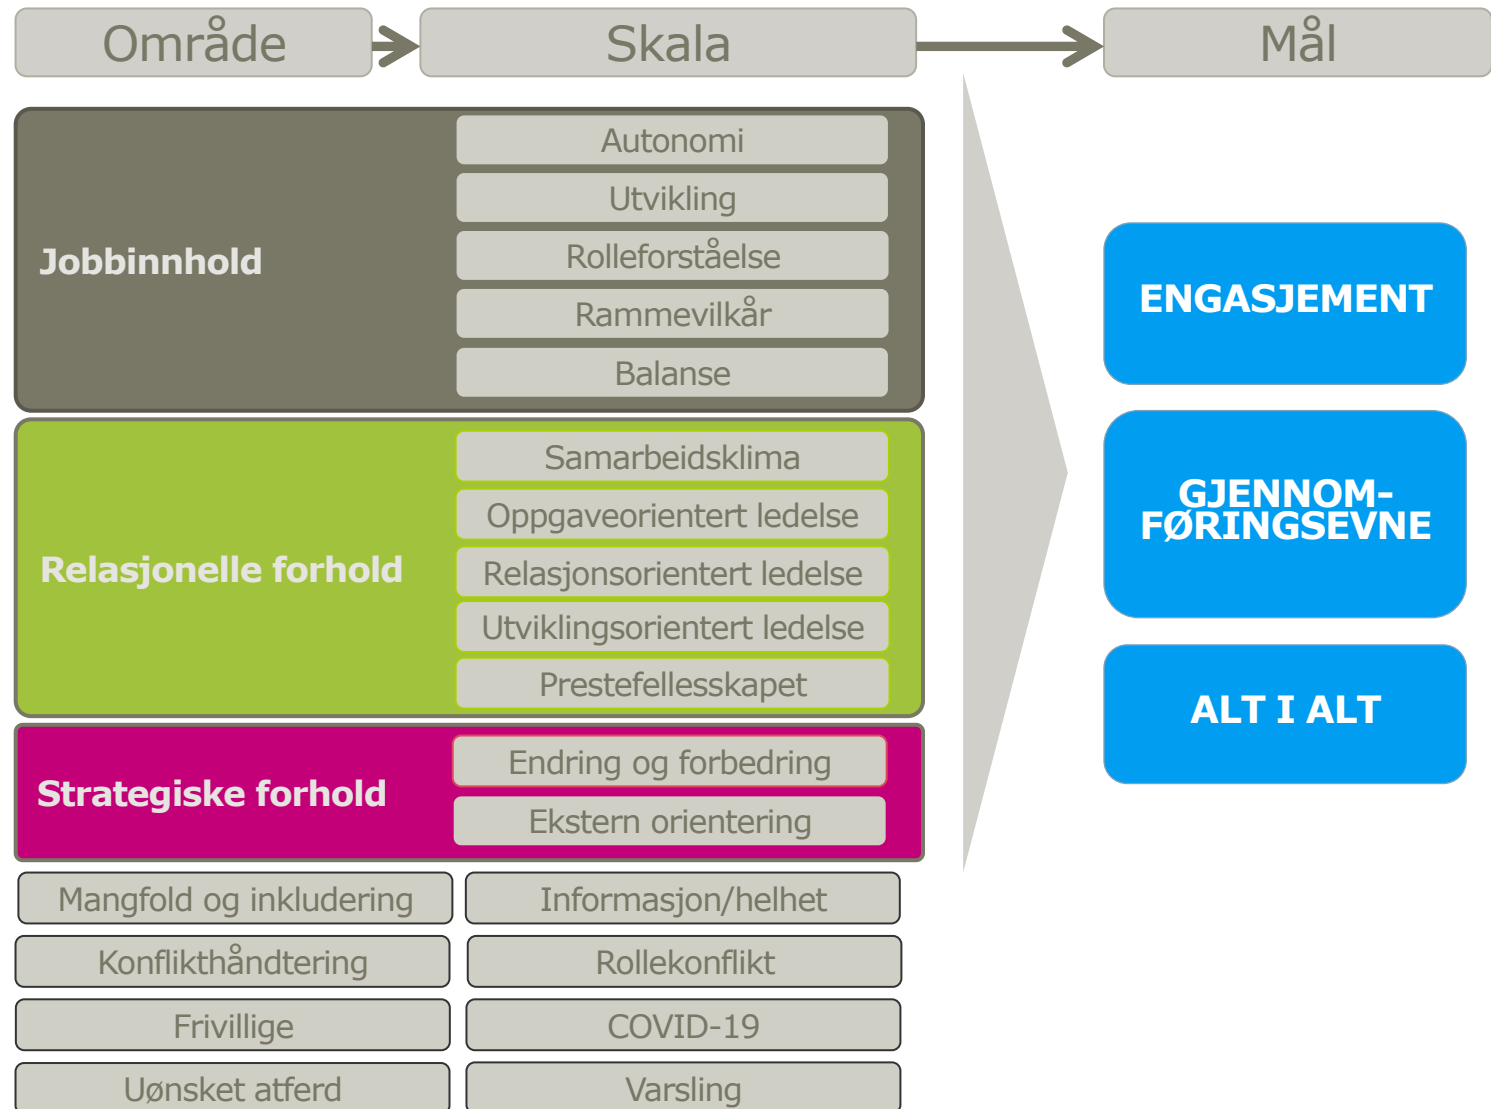 Område
Skala
Mål
Jobbinnhold
Autonomi
Utvikling
Rolleforståelse
Rammevilkår
Balanse
Relasjonelle forhold
Samarbeidsklima
Oppgaveorientert ledelse
Relasjonsorientert ledelse
Utviklingsorientert ledelse
Prestefellesskapet
Strategiske forhold
Endring og forbedring
Ekstern orientering
Mangfold og inkludering
Informasjon/helhet
Konflikthåndtering
Rollekonflikt
Frivillige
COVID-19
Uønsket atferd
Varsling
ENGASJEMENT
GJENNOM-
FØRINGSEVNE
ALT I ALT